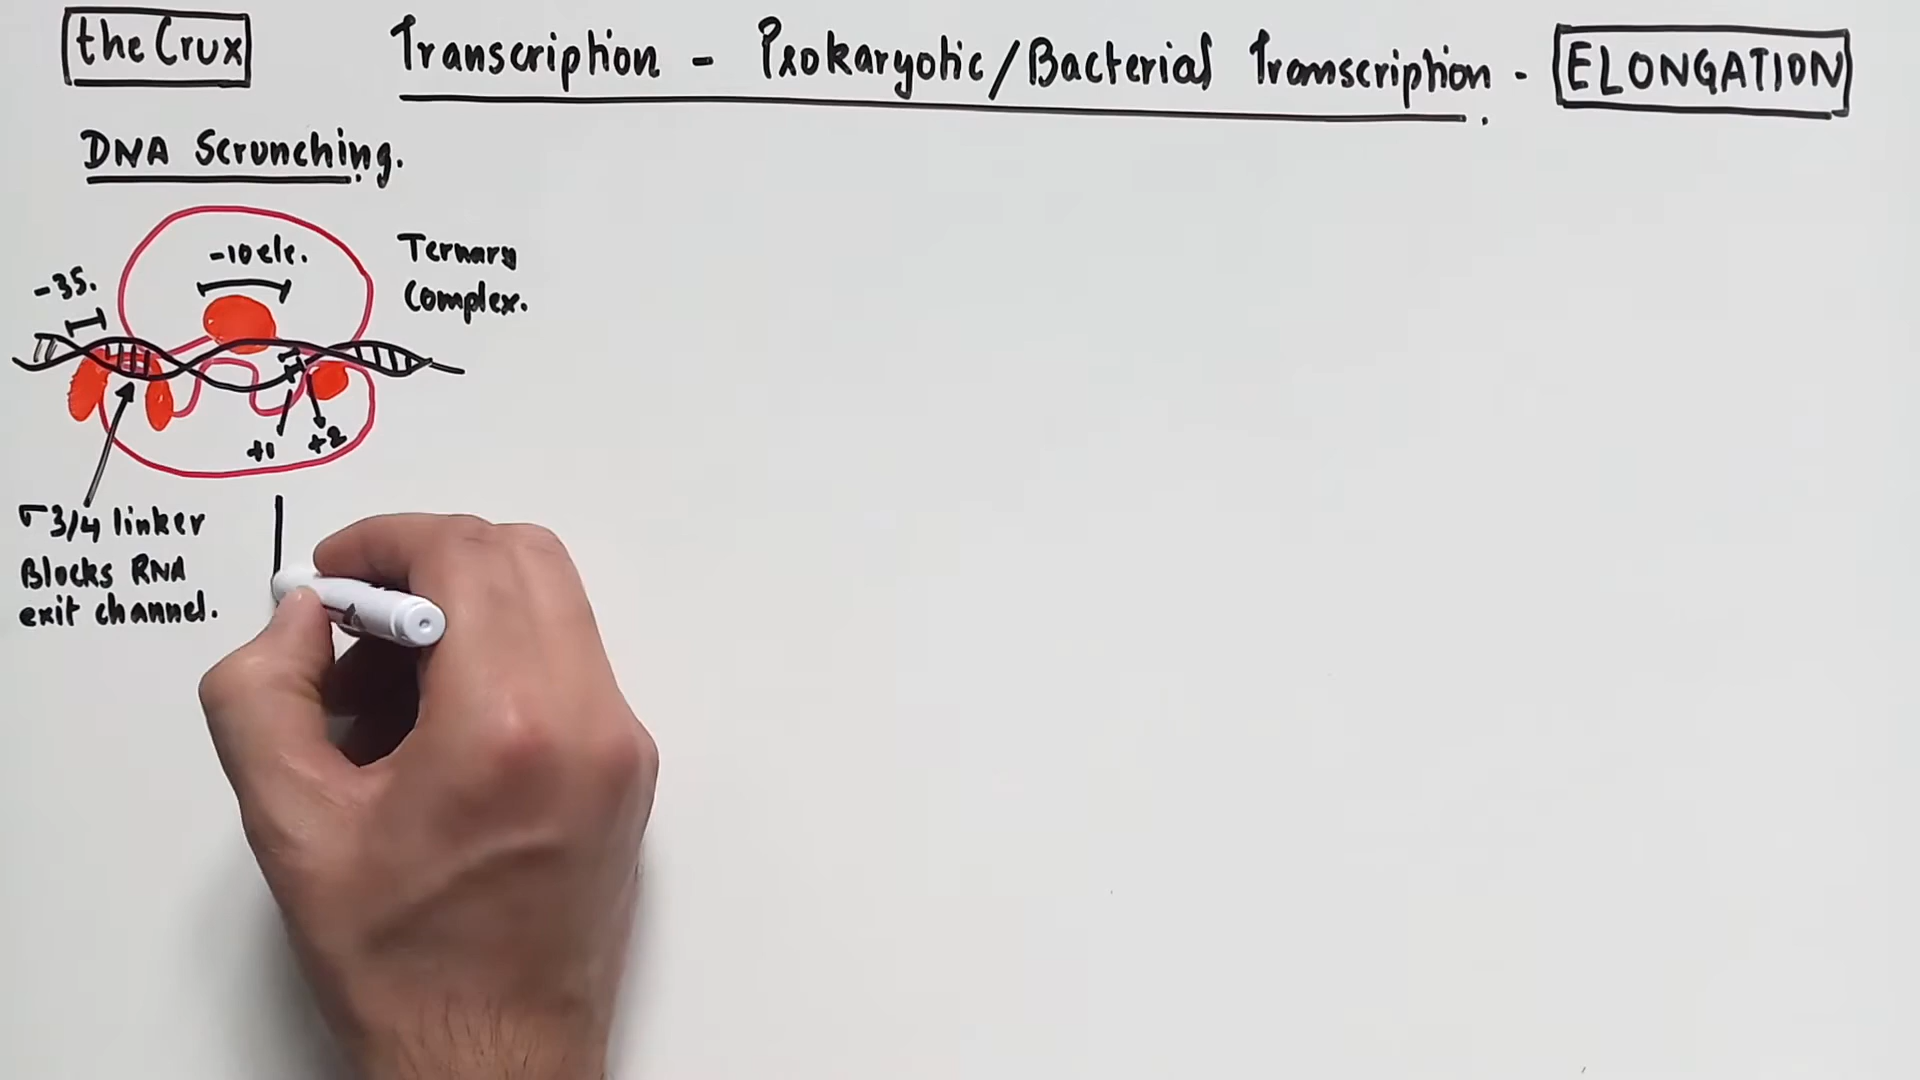 the Crux
Transcription - Prokaryotic/Bacterial Transcription - ELONGATION
DNA Scrunching.
-10 ele.
Ternary
Complex.
-35.
+1
+2
σ3/4 linker
Blocks RNA
exit channel.